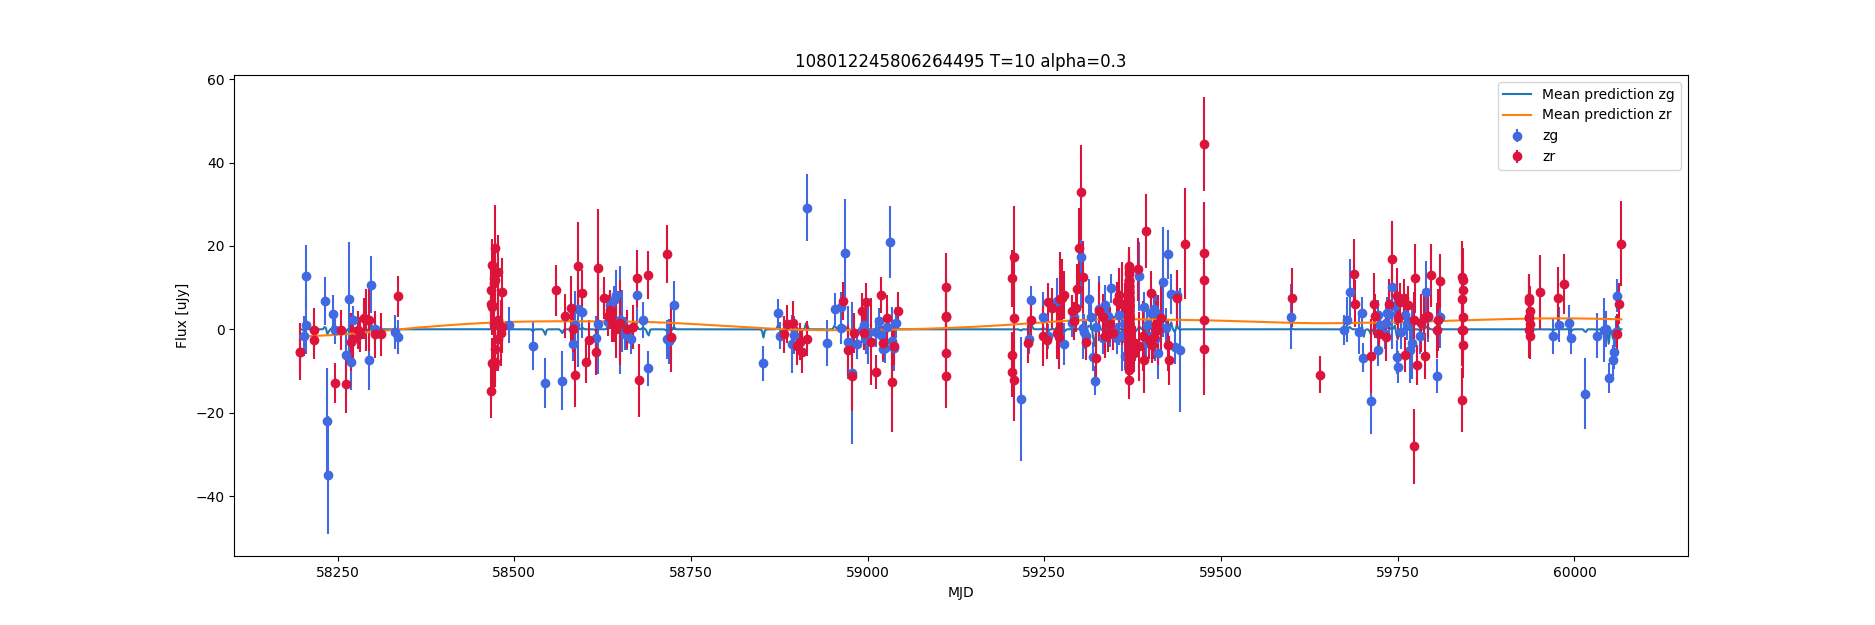 108012245806264495 T=10 alpha=0.3
Mean prediction zg
Mean prediction zr
zg
zr
Flux [uJy]
60
40
20
0
−20
−40
58250 58500 58750 59000 59250 59500 59750 60000
MJD